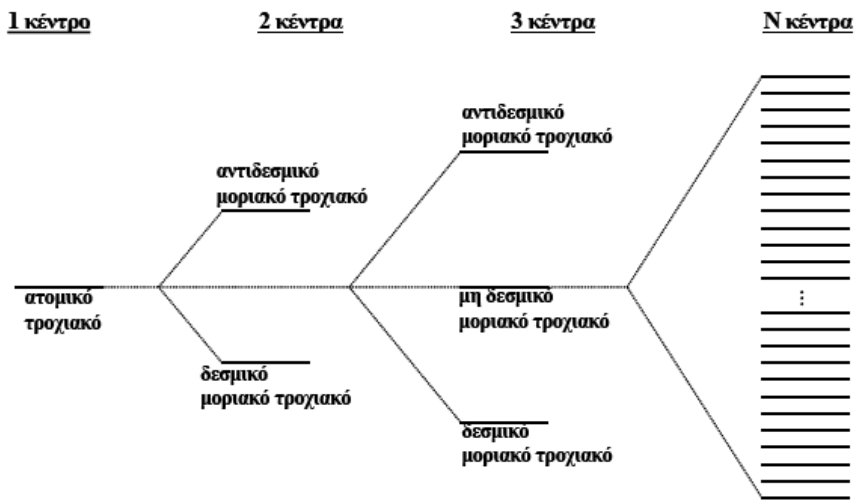 1 κέντρο
2 κέντρα
3 κέντρα
N κέντρα
αντιδεσμικό
μοριακό τροχιακό
αντιδεσμικό
μοριακό τροχιακό
ατομικό
τροχιακό
μη δεσμικό
μοριακό τροχιακό
δεσμικό
μοριακό τροχιακό
δεσμικό
μοριακό τροχιακό